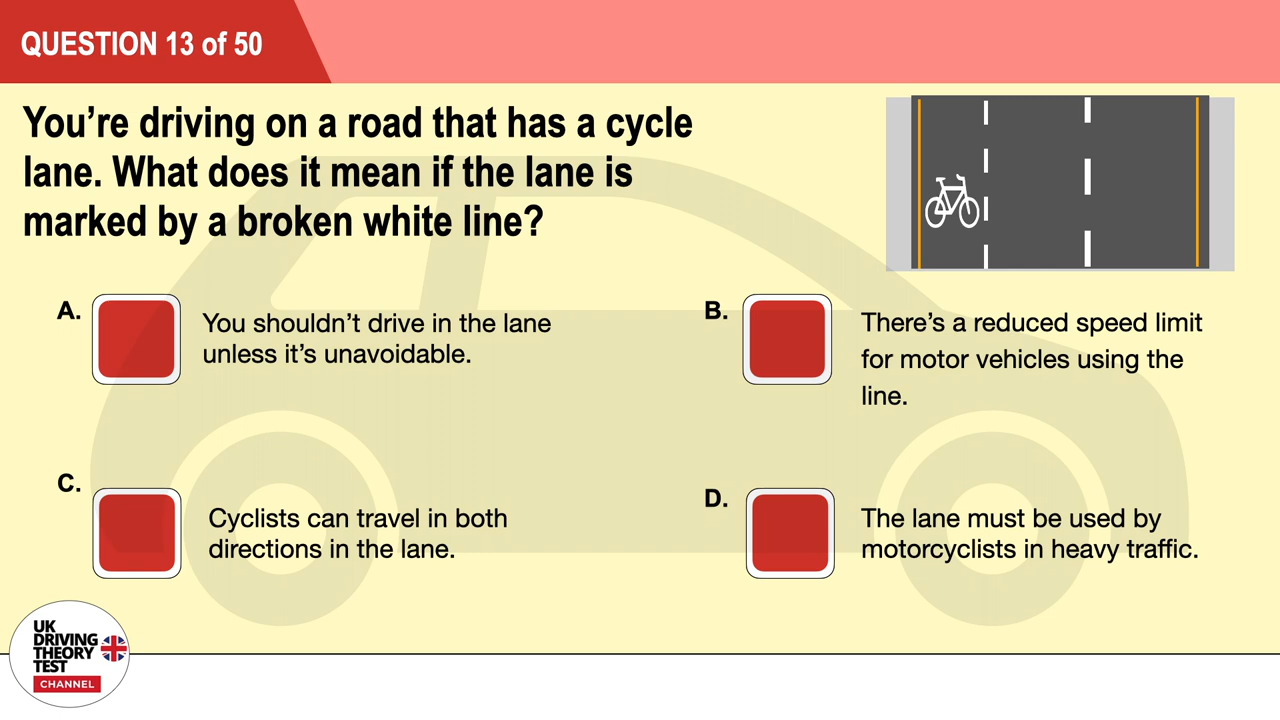 QUESTION 13 of 50
You’re driving on a road that has a cycle
lane. What does it mean if the lane is
marked by a broken white line?
A.
You shouldn’t drive in the lane
unless it’s unavoidable.
B.
There’s a reduced speed limit
for motor vehicles using the
line.
C.
Cyclists can travel in both
directions in the lane.
D.
The lane must be used by
motorcyclists in heavy traffic.
UK
DRIVING
THEORY
TEST
CHANNEL